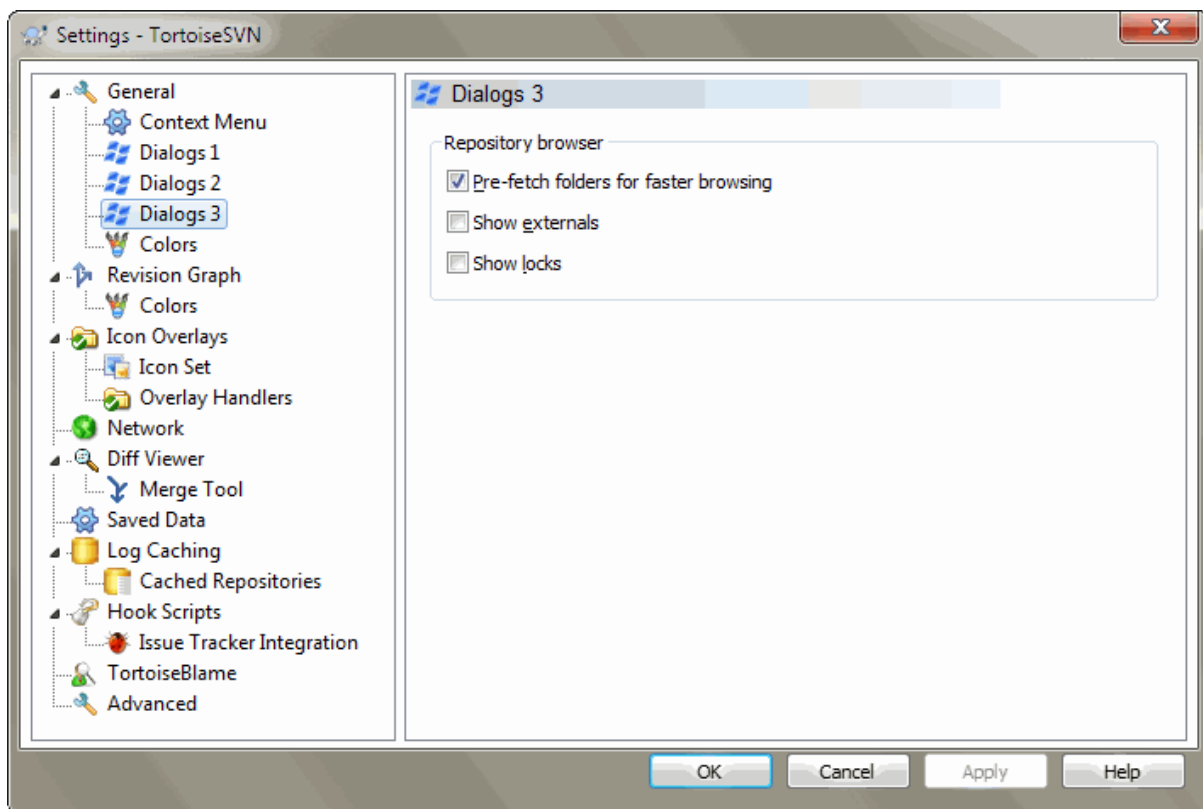 Settings - TortoiseSVN
General
Context Menu
Dialogs 1
Dialogs 2
Dialogs 3
Colors
Revision Graph
Colors
Icon Overlays
Icon Set
Overlay Handlers
Network
Diff Viewer
Merge Tool
Saved Data
Log Caching
Cached Repositories
Hook Scripts
Issue Tracker Integration
TortoiseBlame
Advanced
Dialogs 3
Repository browser
Pre-fetch folders for faster browsing
Show externals
Show locks
OK
Cancel
Apply
Help